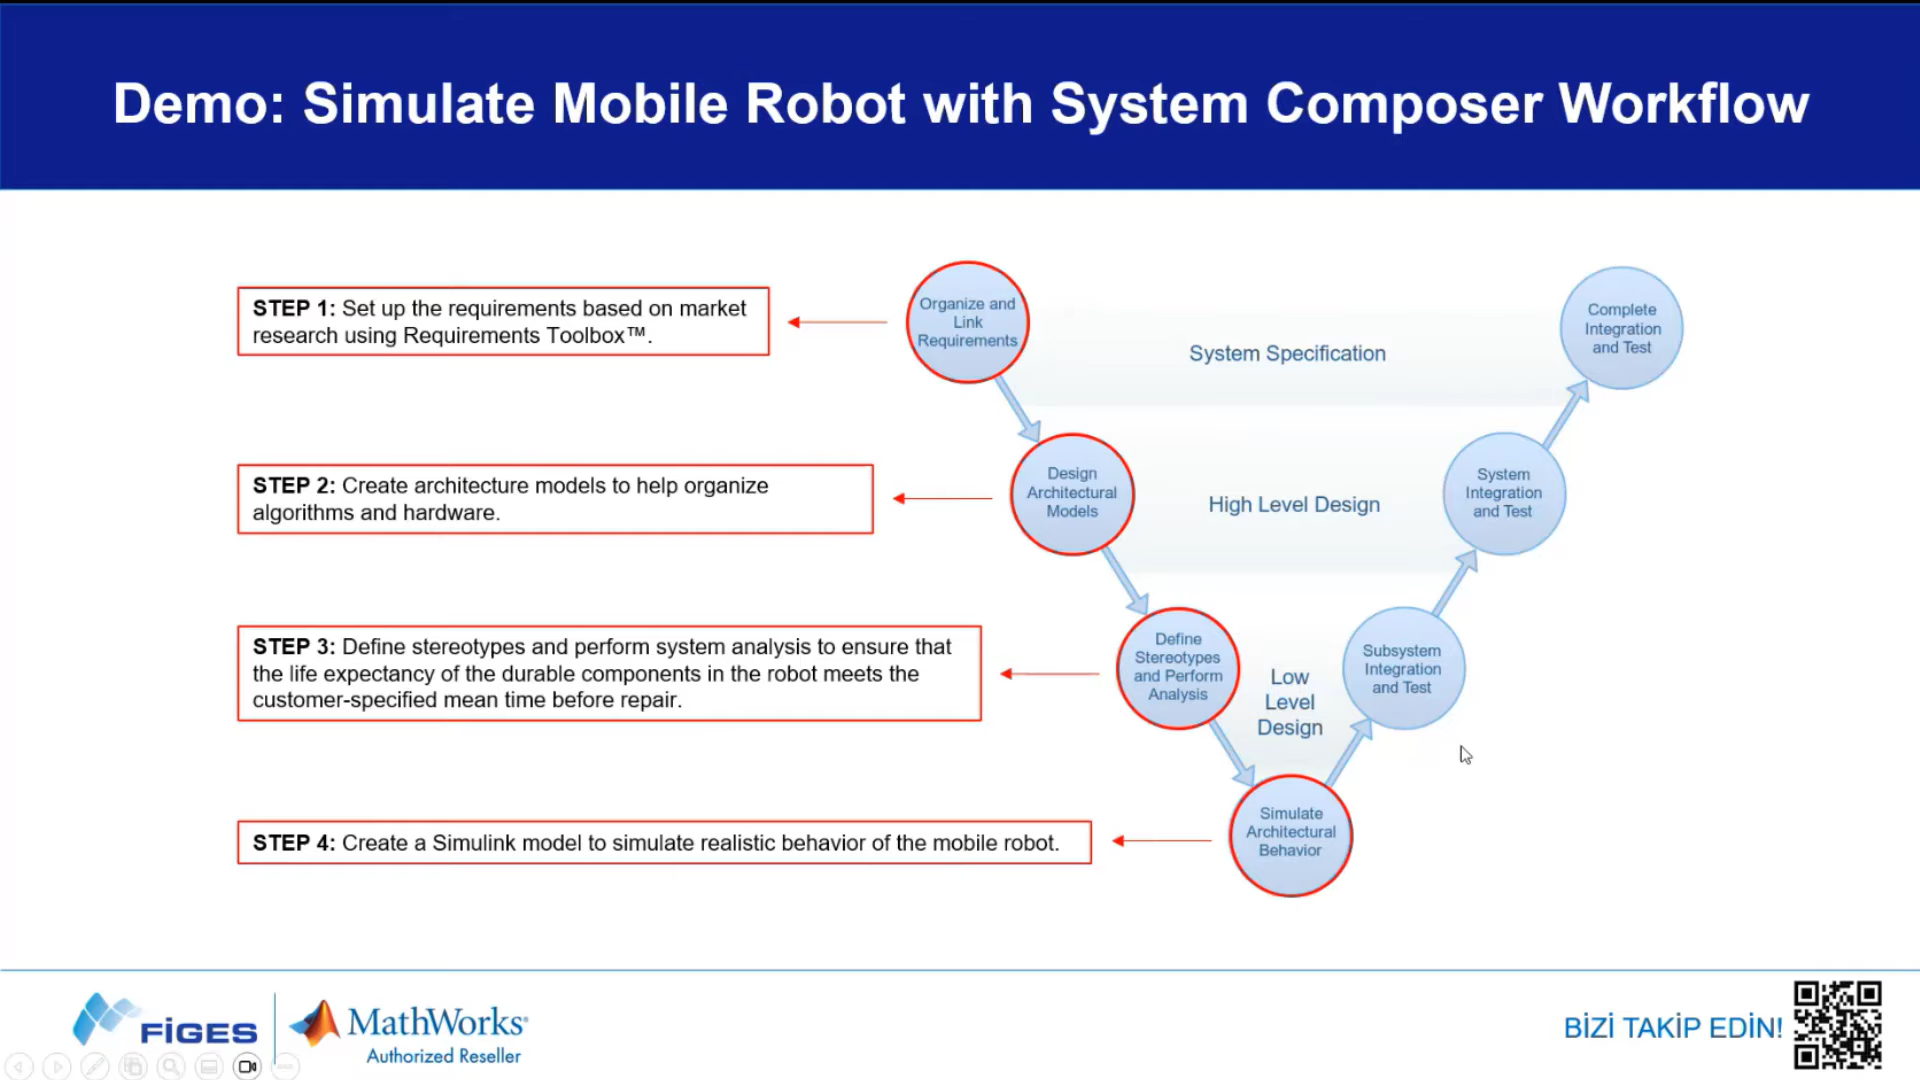 Demo: Simulate Mobile Robot with System Composer Workflow
STEP 1: Set up the requirements based on market
research using Requirements Toolbox™.
STEP 2: Create architecture models to help organize
algorithms and hardware.
STEP 3: Define stereotypes and perform system analysis to ensure that
the life expectancy of the durable components in the robot meets the
customer-specified mean time before repair.
STEP 4: Create a Simulink model to simulate realistic behavior of the mobile robot.
Organize and
Link
Requirements
System Specification
Complete
Integration
and Test
Design
Architectural
Models
High Level Design
System
Integration
and Test
Define
Stereotypes
and Perform
Analysis
Low
Level
Design
Subsystem
Integration
and Test
Simulate
Architectural
Behavior
FİGES
MathWorks®
Authorized Reseller
BİZİ TAKİP EDİN!